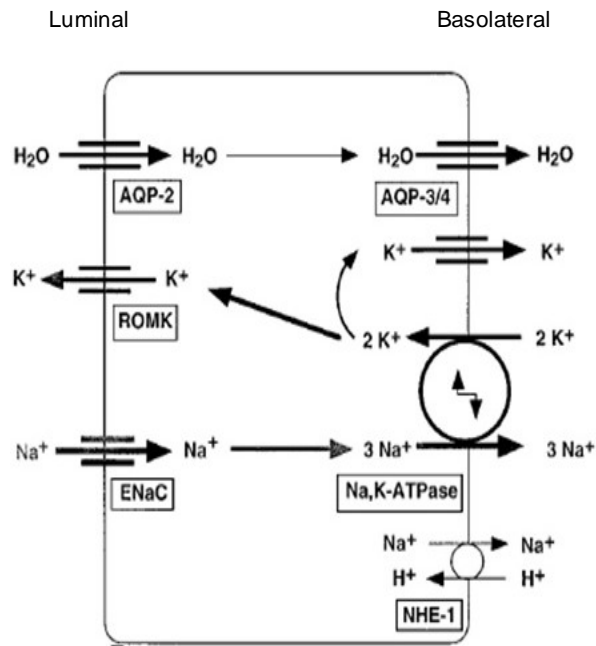 Luminal Basolateral
H2O H2O H2O H2O
AQP-2 AQP-3/4
K+ K+
K+ K+
ROMK
2 K+ 2 K+
Na+ Na+ 3 Na+ 3 Na+
ENaC Na,K-ATPase
Na+ Na+
H+ H+
NHE-1